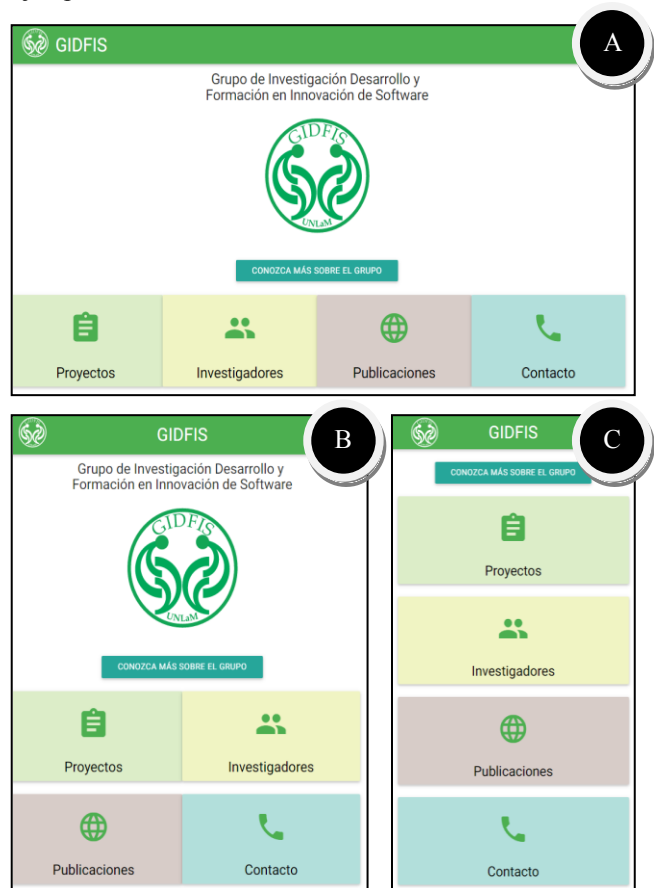 GIDFIS
A
Grupo de Investigación Desarrollo y
Formación en Innovación de Software
GIDFIS
UNLaM
CONOZCA MÁS SOBRE EL GRUPO
Proyectos
Investigadores
Publicaciones
Contacto
GIDFIS
B
Grupo de Investigación Desarrollo y
Formación en Innovación de Software
GIDFIS
UNLaM
CONOZCA MÁS SOBRE EL GRUPO
Proyectos
Investigadores
Publicaciones
Contacto
GIDFIS
C
CONOZCA MÁS SOBRE EL GRUPO
Proyectos
Investigadores
Publicaciones
Contacto